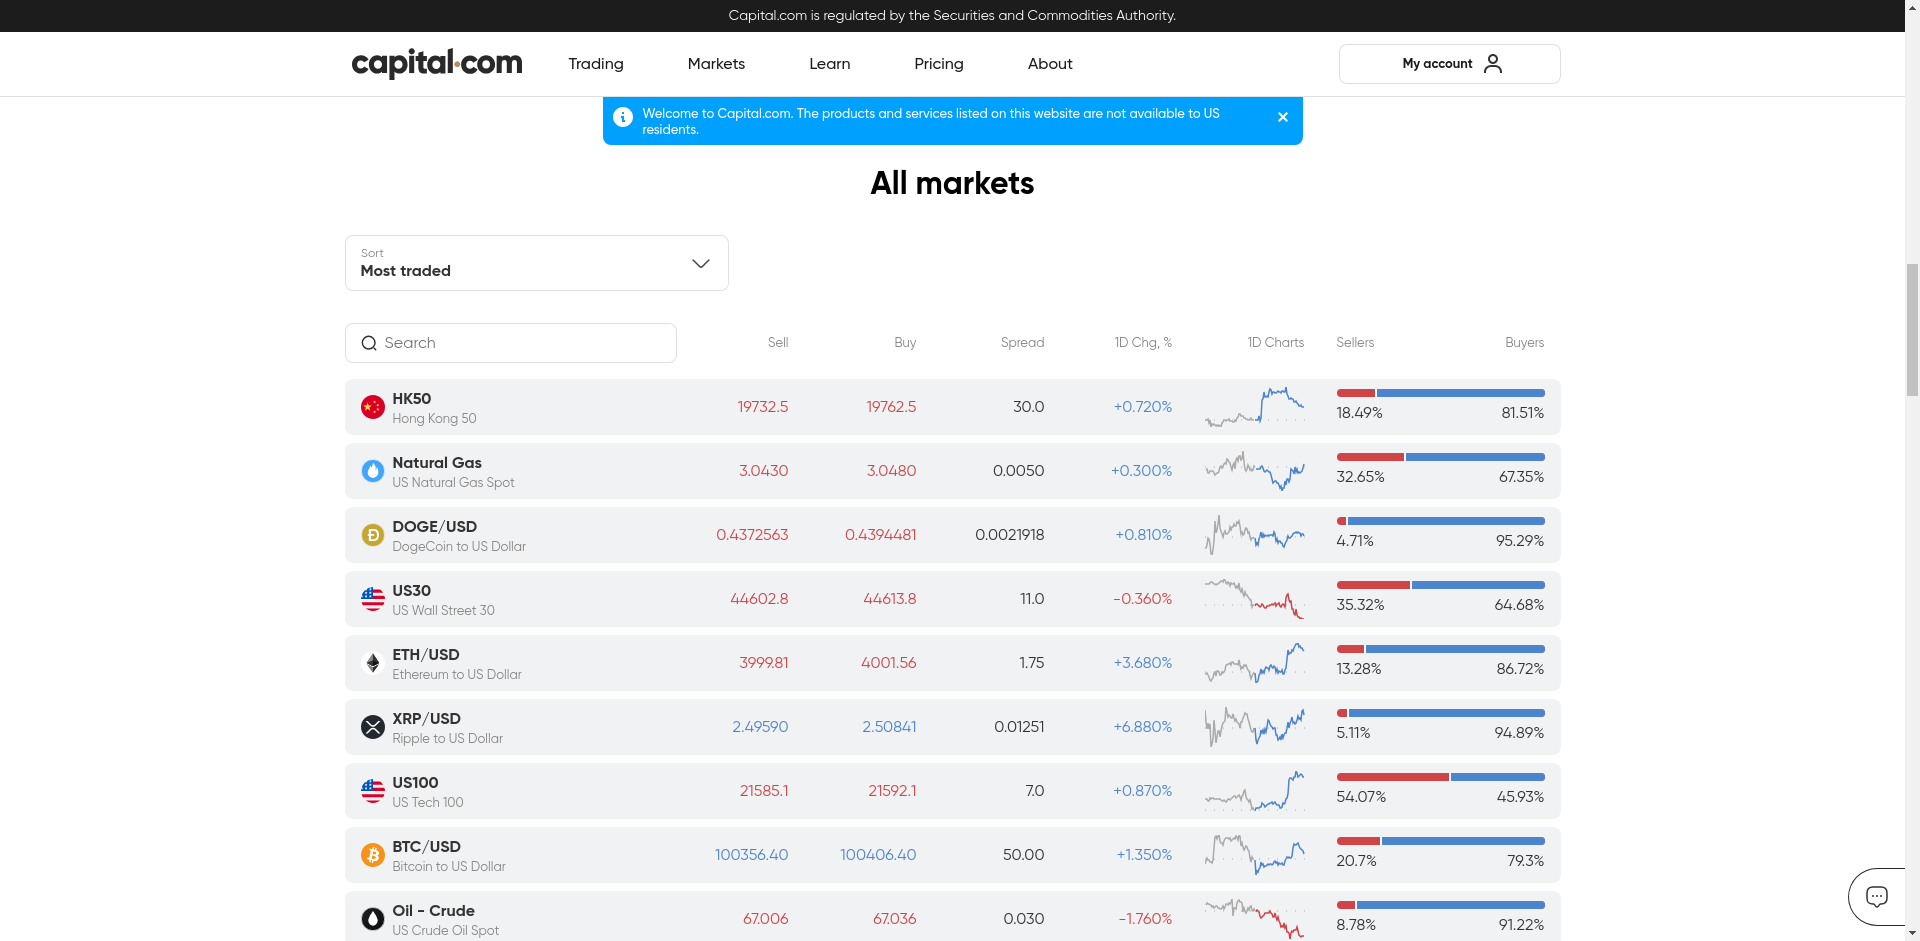 Capital.com is regulated by the Securities and Commodities Authority.
capital.com Trading Markets Learn Pricing About My account
Welcome to Capital.com. The products and services listed on this website are not available to US
residents.
All markets
Sort
Most traded
Search Sell Buy Spread 1D Chg, % 1D Charts Sellers Buyers
HK50
Hong Kong 50
19732.5 19762.5 30.0 +0.720% 18.49% 81.51%
Natural Gas
US Natural Gas Spot
3.0430 3.0480 0.0050 +0.300% 32.65% 67.35%
DOGE/USD
DogeCoin to US Dollar
0.4372563 0.4394481 0.0021918 +0.810% 4.71% 95.29%
US30
US Wall Street 30
44602.8 44613.8 11.0 -0.360% 35.32% 64.68%
ETH/USD
Ethereum to US Dollar
3999.81 4001.56 1.75 +3.680% 13.28% 86.72%
XRP/USD
Ripple to US Dollar
2.49590 2.50841 0.01251 +6.880% 5.11% 94.89%
US100
US Tech 100
21585.1 21592.1 7.0 +0.870% 54.07% 45.93%
BTC/USD
Bitcoin to US Dollar
100356.40 100406.40 50.00 +1.350% 20.7% 79.3%
Oil - Crude
US Crude Oil Spot
67.006 67.036 0.030 -1.760% 8.78% 91.22%